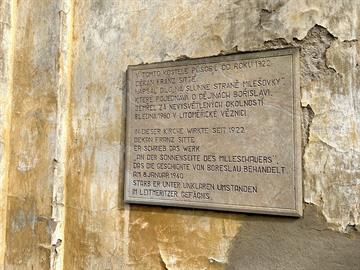 V TOMTO KOSTELE PŮSOBIL OD ROKU 1922
DĚKAN FRANZ SITTE
NAPSAL DÍLO „NA SLUNNÉ STRANĚ MILEŠOVKY"
KTERÉ POJEDNÁVÁ O DĚJINÁCH BOŘISLAVI.
ZEMŘEL ZA NEVYSVĚTLENÝCH OKOLNOSTÍ
8.LEDNA 1940 V LITOMĚŘICKÉ VĚZNICI
IN DIESER KIRCHE WIRKTE SEIT 1922
DEKAN FRANZ SITTE
ER SCHRIEB DAS WERK
„AN DER SONNENSEITE DES MILLESCHAUERS"
DAS DIE GESCHICHTE VON BORESLAU BEHANDELT.
AM 8.JANUAR 1940
STARB ER UNTER UNKLAREN UMSTÄNDEN
IM LEITMERITZER GEFÄGNIS.